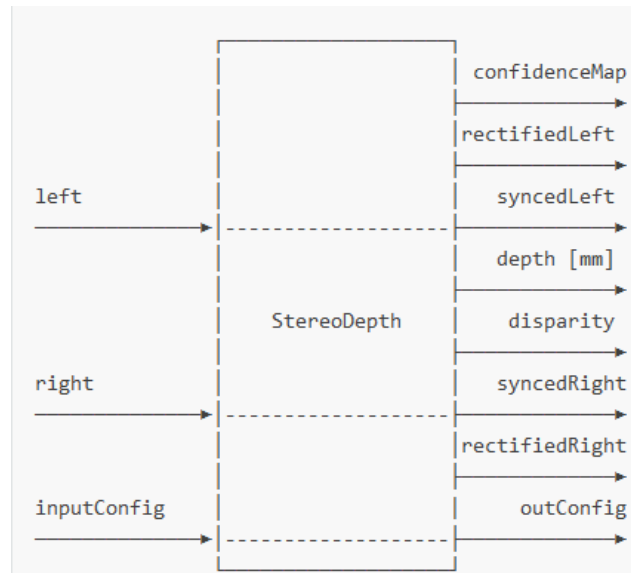 confidenceMap
rectifiedLeft
left syncedLeft
depth [mm]
StereoDepth disparity
right syncedRight
rectifiedRight
inputConfig outConfig